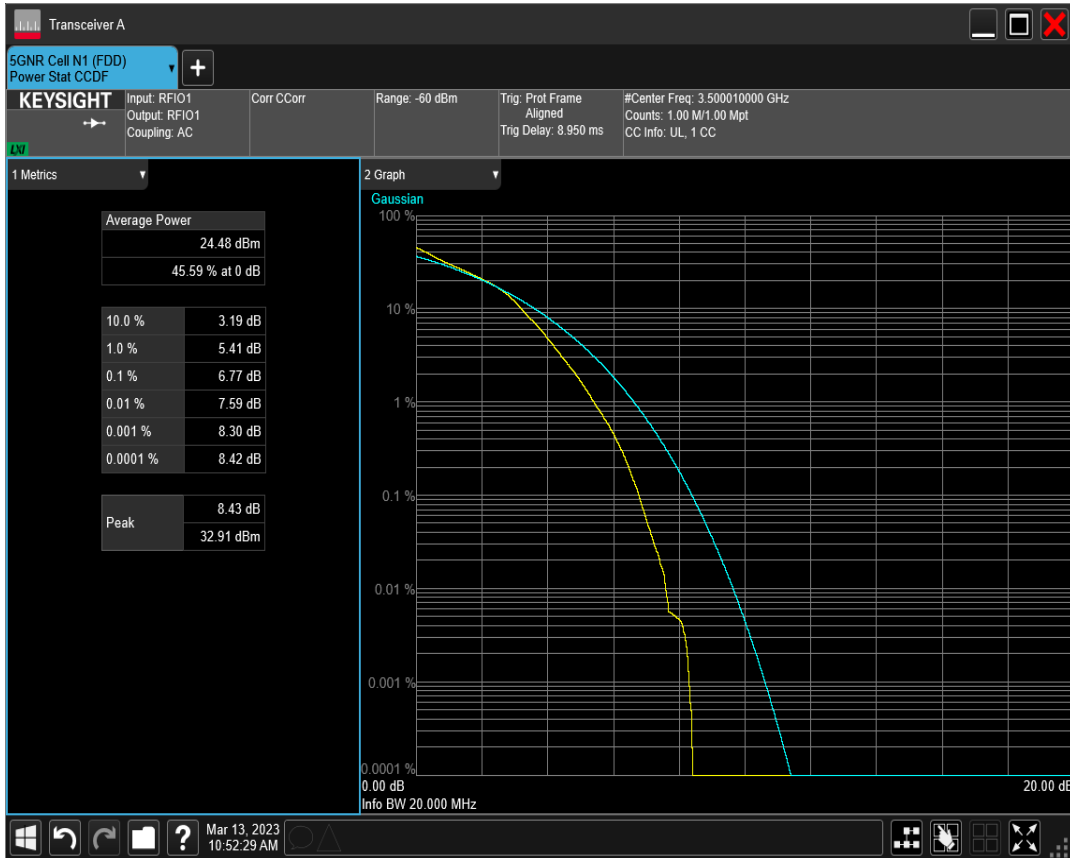 Transceiver A
5GNR Cell N1 (FDD)
Power Stat CCDF
+
KEYSIGHT
LXI
Input: RFIO1
Output: RFIO1
Coupling: AC
Corr CCorr
Range: -60 dBm
Trig: Prot Frame
Aligned
Trig Delay: 8.950 ms
#Center Freq: 3.500010000 GHz
Counts: 1.00 M/1.00 Mpt
CC Info: UL, 1 CC
1 Metrics
Average Power
24.48 dBm
45.59 % at 0 dB
10.0 % 3.19 dB
1.0 % 5.41 dB
0.1 % 6.77 dB
0.01 % 7.59 dB
0.001 % 8.30 dB
0.0001 % 8.42 dB
Peak
8.43 dB
32.91 dBm
2 Graph
Gaussian
100 %
10 %
1 %
0.1 %
0.01 %
0.001 %
0.0001 %
0.00 dB 20.00 dB
Info BW 20.000 MHz
?
Mar 13, 2023
10:52:29 AM